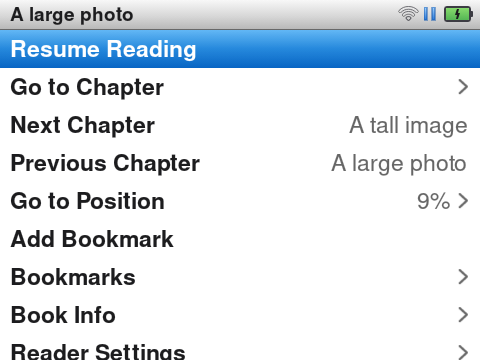 A large photo
Resume Reading
Go to Chapter
Next Chapter A tall image
Previous Chapter A large photo
Go to Position 9%
Add Bookmark
Bookmarks
Book Info
Reader Settings